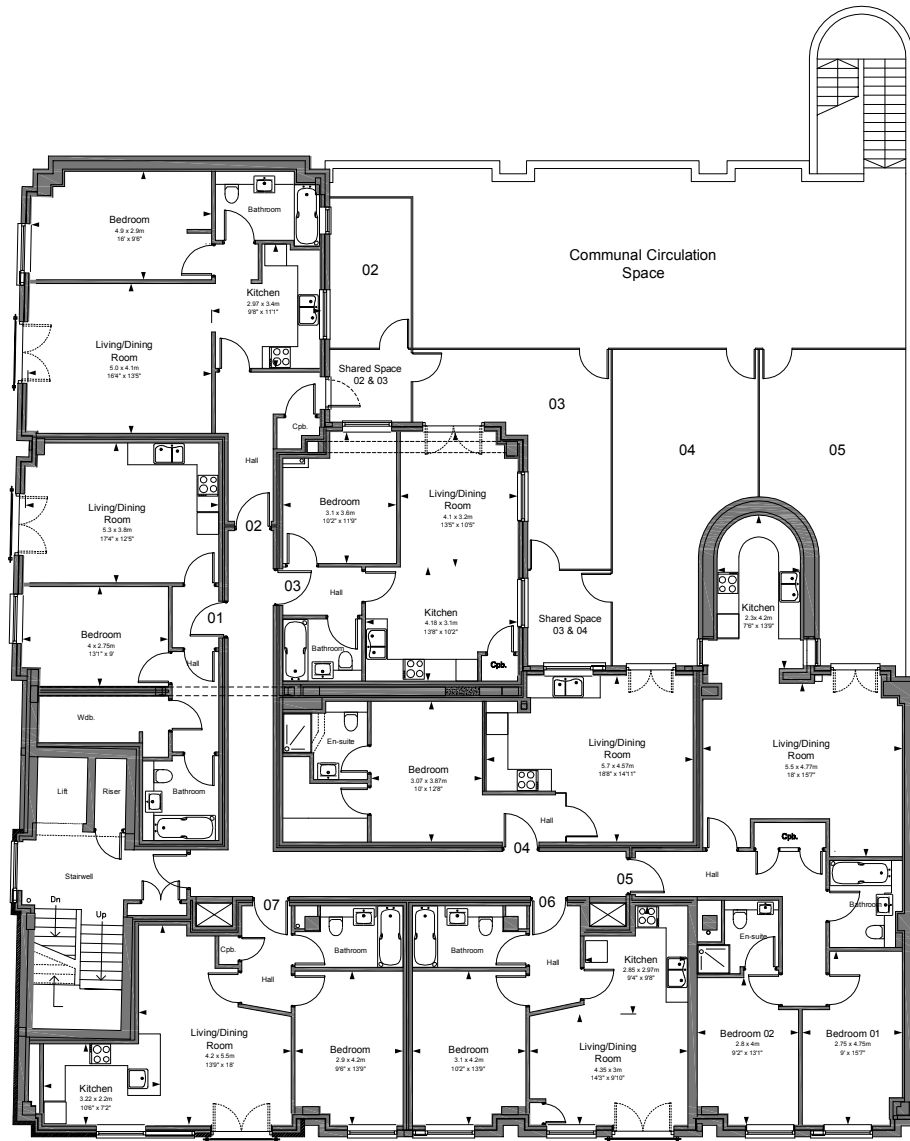 Bedroom
4.9 x 2.9m
16' x 9'6"
Bathroom
Kitchen
2.97 x 3.4m
9'8" x 11'1"
Living/Dining
Room
5.0 x 4.1m
16'4" x 13'5"
02
Communal Circulation
Space
Shared Space
02 & 03
03
04
05
Cpb.
Hall
02
Living/Dining
Room
5.3 x 3.8m
17'4" x 12'5"
Bedroom
3.1 x 3.6m
10'2" x 11'9"
Living/Dining
Room
4.1 x 3.2m
13'5" x 10'5"
03
Hall
Kitchen
4.18 x 3.1m
13'8" x 10'2"
Bathroom
Cpb.
Shared Space
03 & 04
Kitchen
2.3x 4.2m
7'6" x 13'9"
01
Bedroom
4 x 2.75m
13'1" x 9'
Hall
Wdb.
Bathroom
Lift
Riser
Stairwell
Dn
Up
En-suite
Bedroom
3.07 x 3.87m
10' x 12'8"
Living/Dining
Room
5.7 x 4.57m
18'8" x 14'11"
Hall
04
Living/Dining
Room
5.5 x 4.77m
18' x 15'7"
Cpb.
05
Hall
Bathroom
En-suite
Bedroom 02
2.8 x 4m
9'2" x 13'1"
Bedroom 01
2.75 x 4.75m
9' x 15'7"
07
Cpb.
Hall
Bathroom
Living/Dining
Room
4.2 x 5.5m
13'9" x 18'
Kitchen
3.22 x 2.2m
10'6" x 7'2"
Bedroom
2.9 x 4.2m
9'6" x 13'9"
06
Bathroom
Hall
Bedroom
3.1 x 4.2m
10'2" x 13'9"
Kitchen
2.85 x 2.97m
9'4" x 9'8"
Living/Dining
Room
4.35 x 3m
14'3" x 9'10"